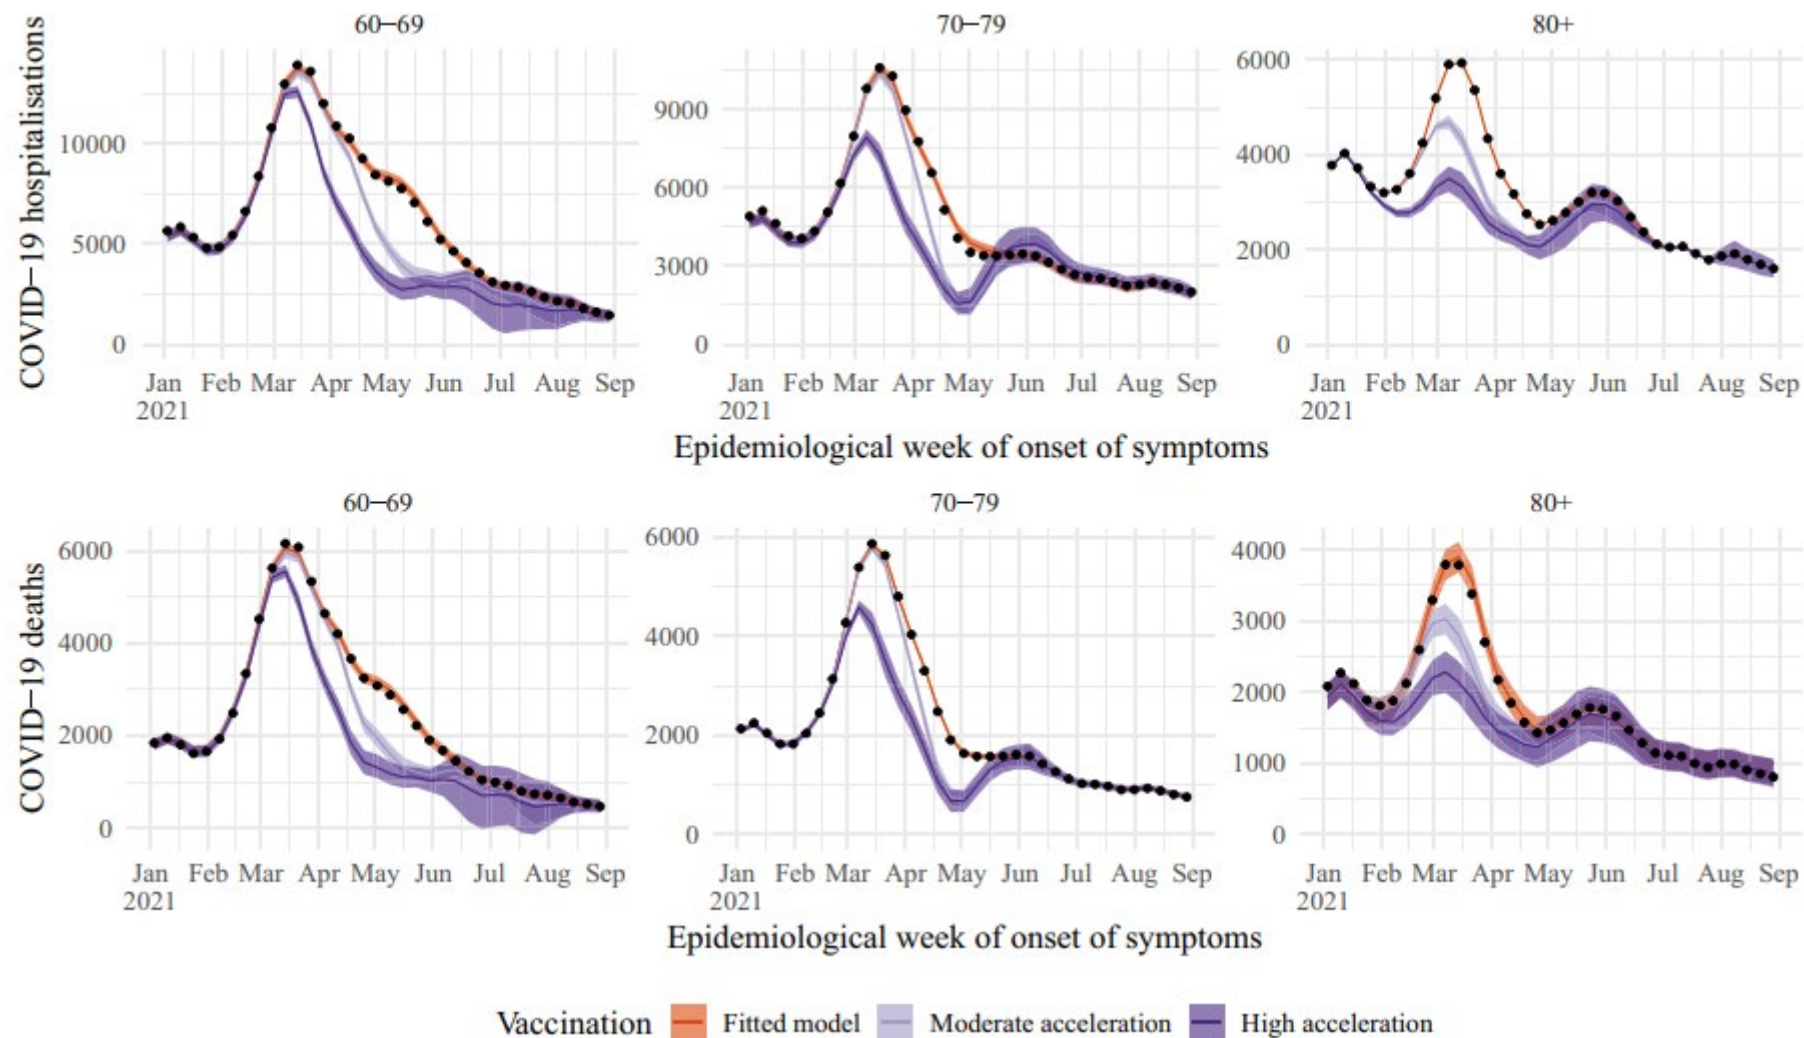 60–69 70–79 80+
COVID–19 hospitalisations
10000
5000
0
9000
6000
3000
0
6000
4000
2000
0
Jan Feb Mar Apr May Jun Jul Aug Sep
2021
Jan Feb Mar Apr May Jun Jul Aug Sep
2021
Jan Feb Mar Apr May Jun Jul Aug Sep
2021
Epidemiological week of onset of symptoms
60–69 70–79 80+
COVID–19 deaths
6000
4000
2000
0
6000
4000
2000
0
4000
3000
2000
1000
0
Jan Feb Mar Apr May Jun Jul Aug Sep
2021
Jan Feb Mar Apr May Jun Jul Aug Sep
2021
Jan Feb Mar Apr May Jun Jul Aug Sep
2021
Epidemiological week of onset of symptoms
Vaccination Fitted model Moderate acceleration High acceleration